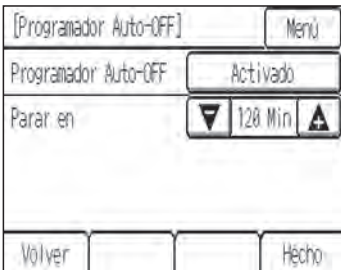 [Programador Auto-OFF] Menú
Programador Auto-OFF Activado
Parar en 120 Min
Volver Hecho